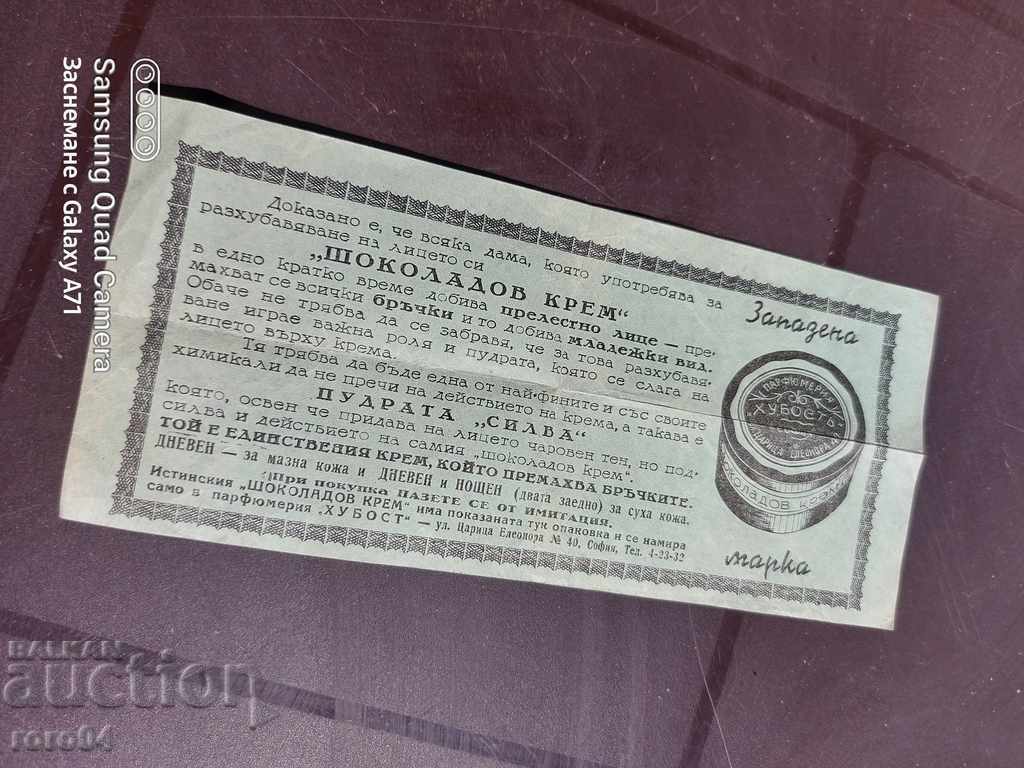 Доказано е, че всяка дама, която употребява за
разхубавяване на лицето си
„ШОКОЛАДОВ КРЕМ“
в едно кратко време добива прелестно лице — пре-
махват се всички бръчки и то добива младежки вид.
Обаче не трябва да се забравя, че за това разхубавя-
ване играе важна роля и пудрата, която се слага на
лицето върху крема.
Тя трябва да бъде една от най-фините и със своите
химикали да не пречи на действието на крема, а такава е
ПУДРАТА „СИЛВА“
която, освен че придава на лицето чаровен тен, но под-
силва и действието на самия „шоколадов крем“.
ТОЙ Е ЕДИНСТВЕНИЯ КРЕМ, КОЙТО ПРЕМАХВА БРЪЧКИТЕ.
ДНЕВЕН — за мазна кожа и ДНЕВЕН и НОЩЕН (двата заедно) за суха кожа.
При покупка пазете се от имитация.
Истинския „ШОКОЛАДОВ КРЕМ“ има показаната тук опаковка и се намира
само в парфюмерия „ХУБОСТ“ — ул. Царица Елеонора № 40, София, Тел. 4-23-32
Запазена
ПАРФЮМЕРИЯ
ХУБОСТЪ
ЦАРИЦА ЕЛЕОНОРА
ШОКОЛАДОВ КРЕМ
марка
Samsung Quad Camera
Заснемане с Galaxy A71
BALKAN
auction
roro04